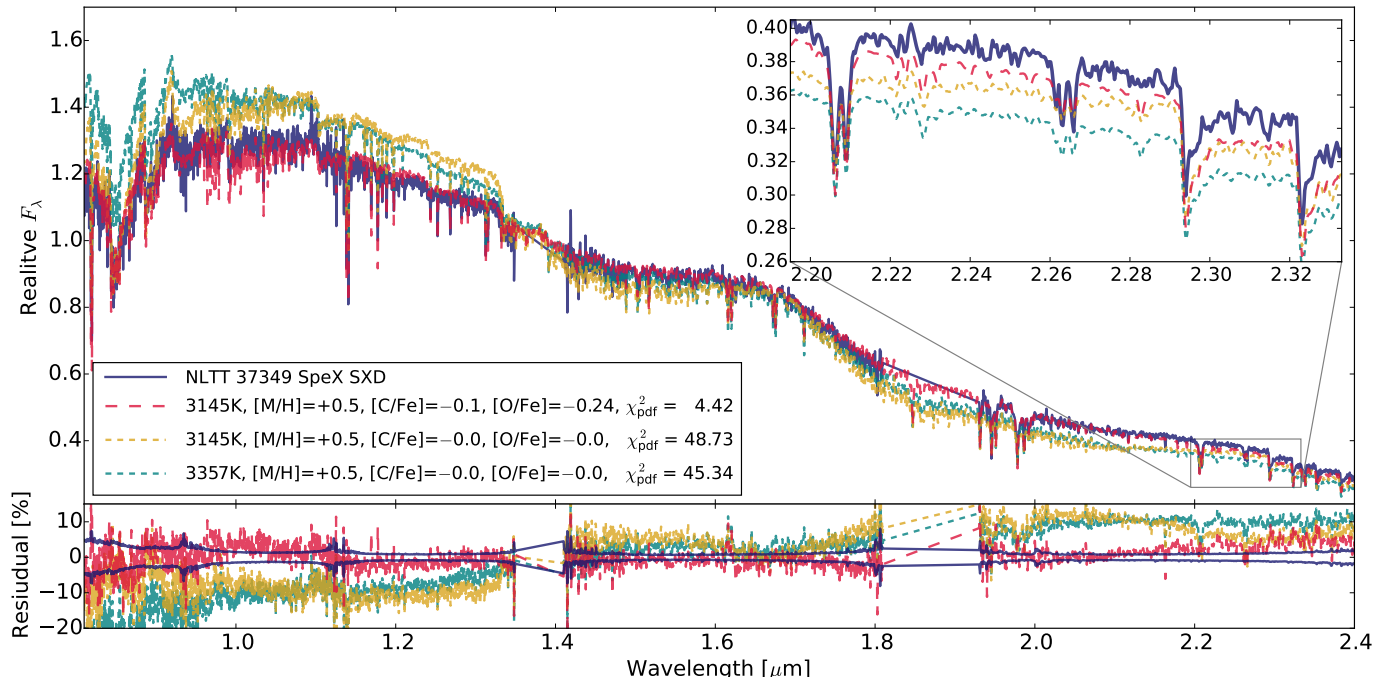 1.6
1.4
1.2
1.0
0.8
0.6
0.4
Realitve F_λ
0.40
0.38
0.36
0.34
0.32
0.30
0.28
0.26
2.20 2.22 2.24 2.26 2.28 2.30 2.32
NLTT 37349 SpeX SXD
3145K, [M/H]=+0.5, [C/Fe]=−0.1, [O/Fe]=−0.24, χ²pdf = 4.42
3145K, [M/H]=+0.5, [C/Fe]=−0.0, [O/Fe]=−0.0, χ²pdf = 48.73
3357K, [M/H]=+0.5, [C/Fe]=−0.0, [O/Fe]=−0.0, χ²pdf = 45.34
10
0
−10
−20
Resiudual [%]
1.0 1.2 1.4 1.6 1.8 2.0 2.2 2.4
Wavelength [μm]